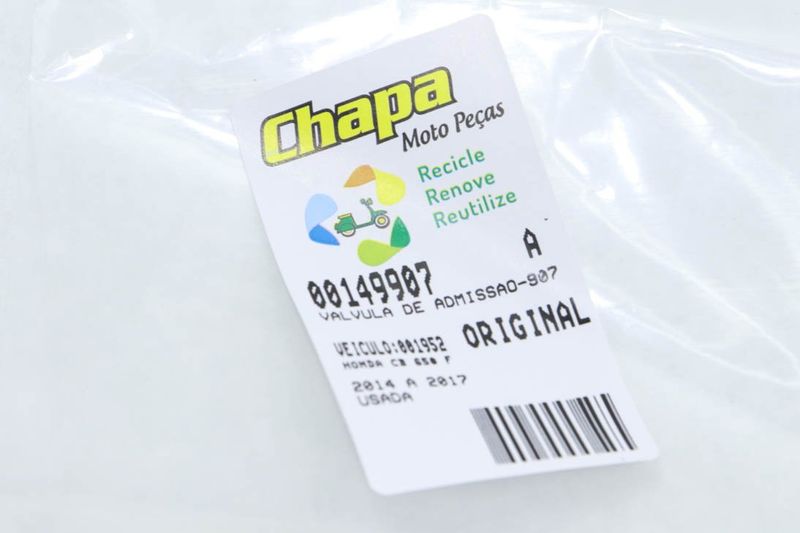 Chapa
Moto Peças
Recicle
Renove
Reutilize
00149907 A
VALVULA DE ADMISSAO-907
VEICULO:001952 ORIGINAL
HONDA CB 650 F
2014 A 2017
USADA